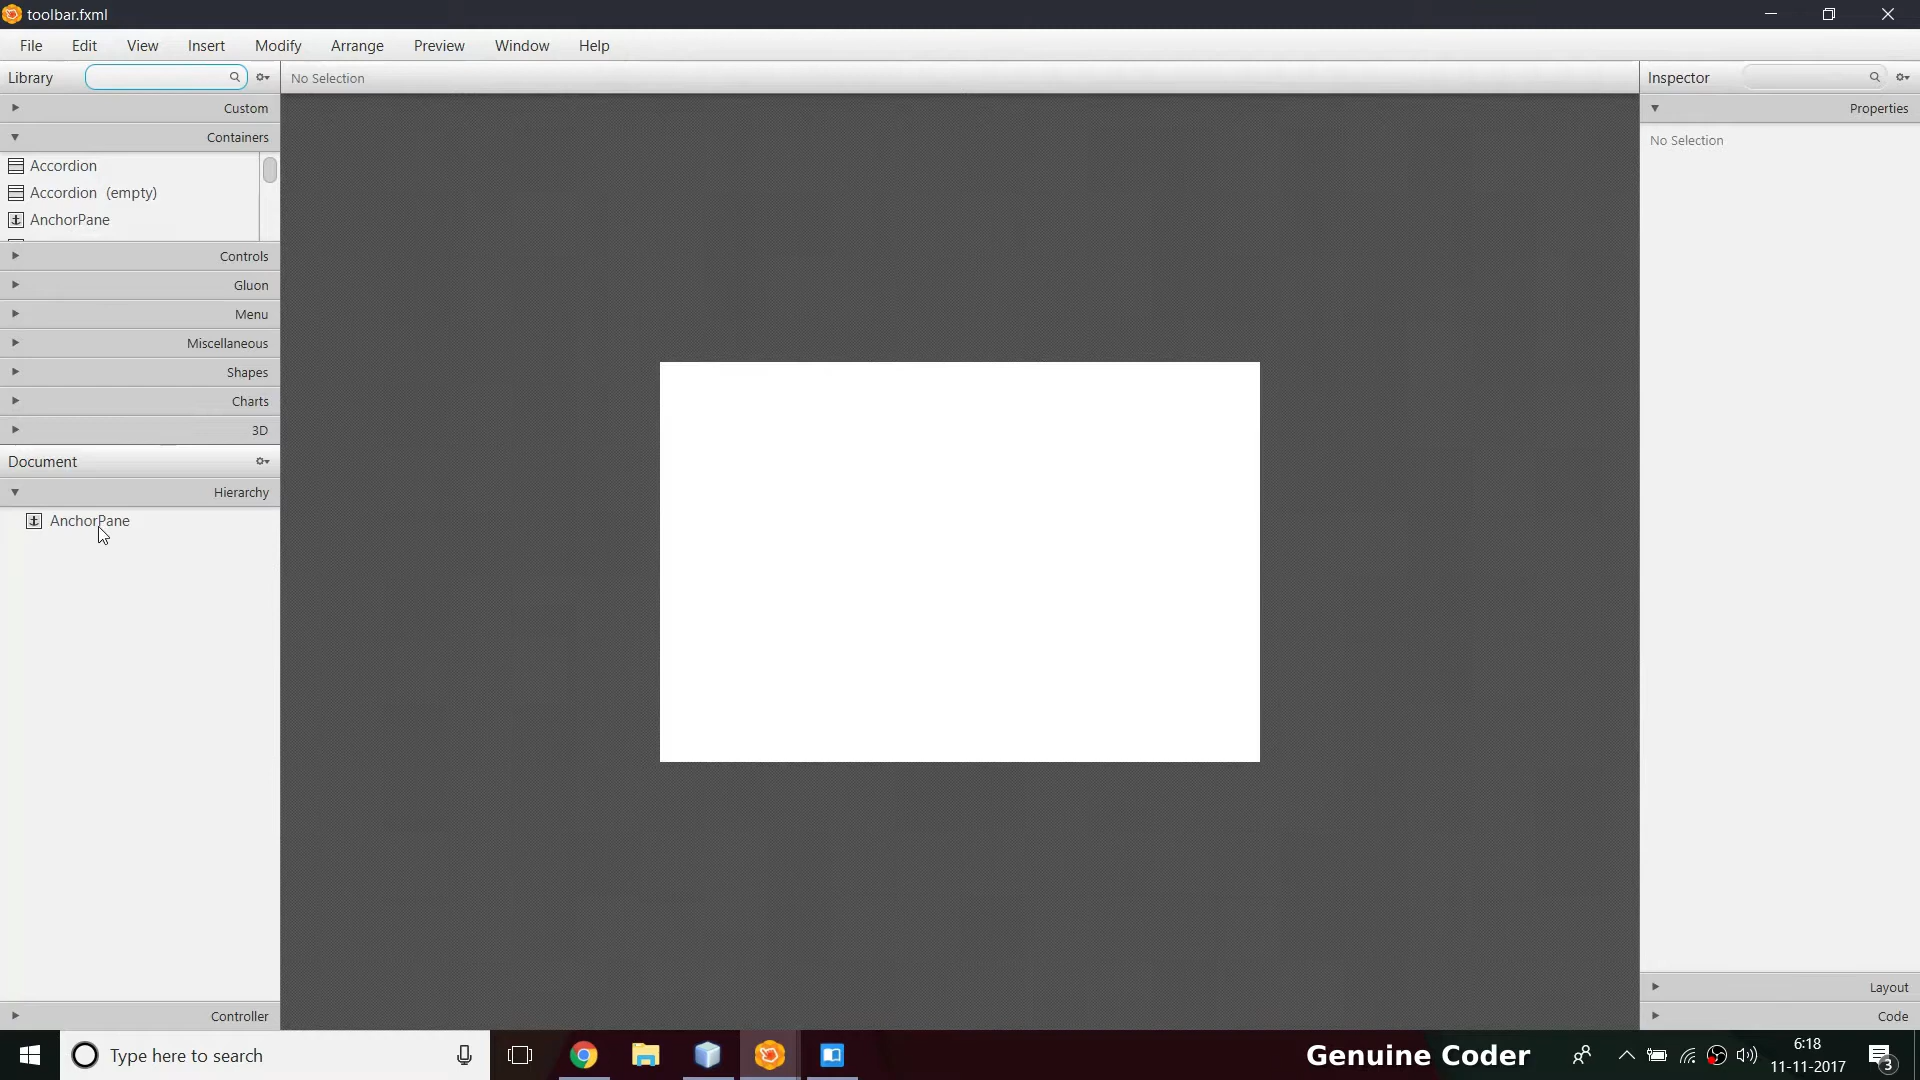 toolbar.fxml
File Edit View Insert Modify Arrange Preview Window Help
Library
No Selection
Inspector
Custom
Properties
Containers
No Selection
Accordion
Accordion (empty)
AnchorPane
Controls
Gluon
Menu
Miscellaneous
Shapes
Charts
3D
Document
Hierarchy
AnchorPane
Layout
Controller
Code
Type here to search
Genuine Coder
6:18
11-11-2017
3